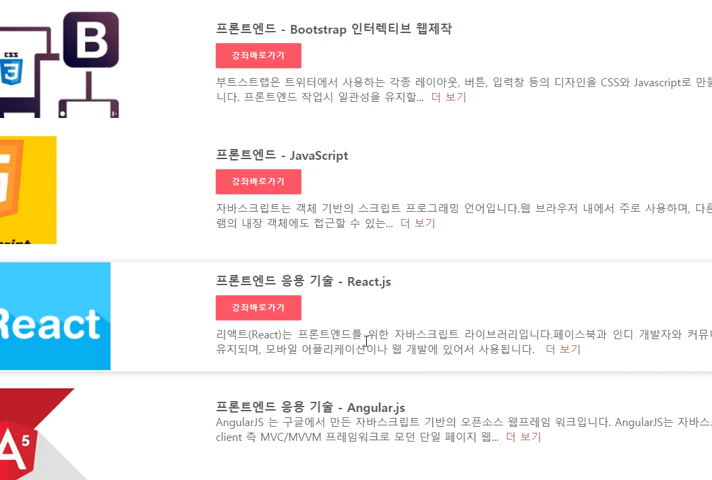 B
CSS
3
프론트엔드 - Bootstrap 인터렉티브 웹제작
강좌바로가기
부트스트랩은 트위터에서 사용하는 각종 레이아웃, 버튼, 입력창 등의 디자인을 CSS와 Javascript로 만들
니다. 프론트엔드 작업시 일관성을 유지할... 더 보기
프론트엔드 - JavaScript
강좌바로가기
자바스크립트는 객체 기반의 스크립트 프로그래밍 언어입니다.웹 브라우저 내에서 주로 사용하며, 다른
램의 내장 객체에도 접근할 수 있는... 더 보기
프론트엔드 응용 기술 - React.js
강좌바로가기
React
리액트(React)는 프론트엔드를 위한 자바스크립트 라이브러리입니다.페이스북과 인디 개발자와 커뮤
유지되며, 모바일 어플리케이션이나 웹 개발에 있어서 사용됩니다. 더 보기
프론트엔드 응용 기술 - Angular.js
A5
AngularJS 는 구글에서 만든 자바스크립트 기반의 오픈소스 웹프레임 워크입니다. AngularJS는 자바스
client 측 MVC/MVVM 프레임워크로 모던 단일 페이지 웹... 더 보기